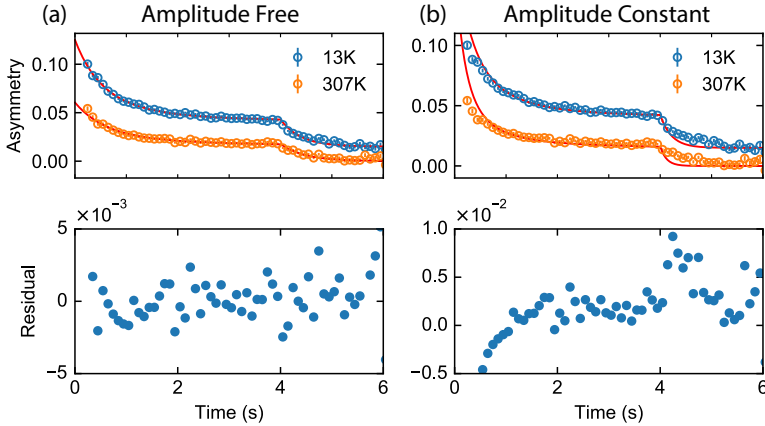 (a) Amplitude Free
Asymmetry
0.10
0.05
0.00
13K
307K
×10⁻³
Residual
5
0
−5
0 2 4 6
Time (s)
(b) Amplitude Constant
0.10
0.05
0.00
13K
307K
×10⁻²
1.0
0.5
0.0
−0.5
0 2 4 6
Time (s)